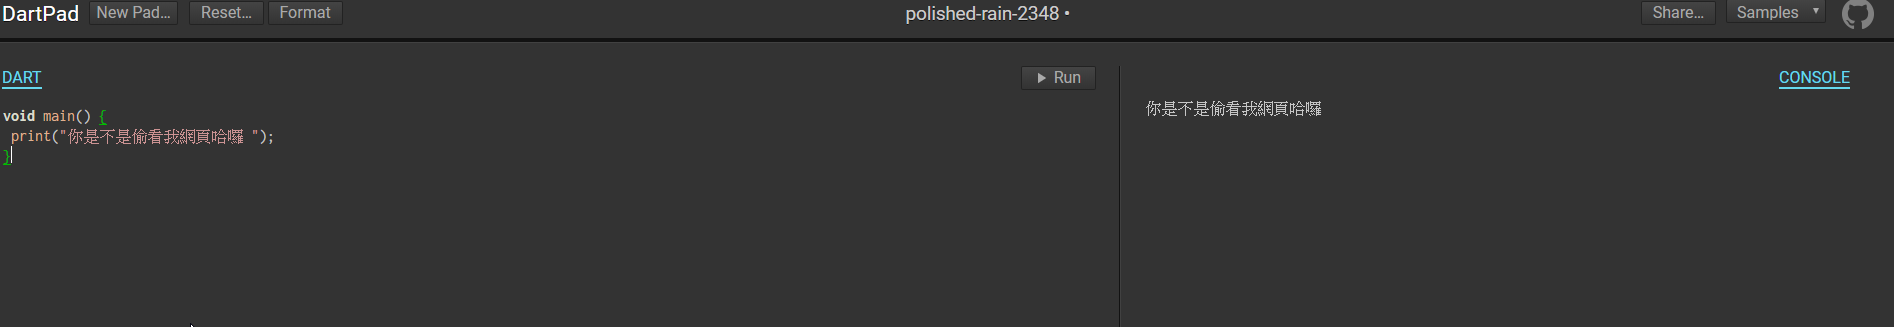 DartPad New Pad... Reset... Format polished-rain-2348 • Share... Samples
DART Run
void main() {
print("你是不是偷看我網頁哈囉 ");
}
CONSOLE
你是不是偷看我網頁哈囉